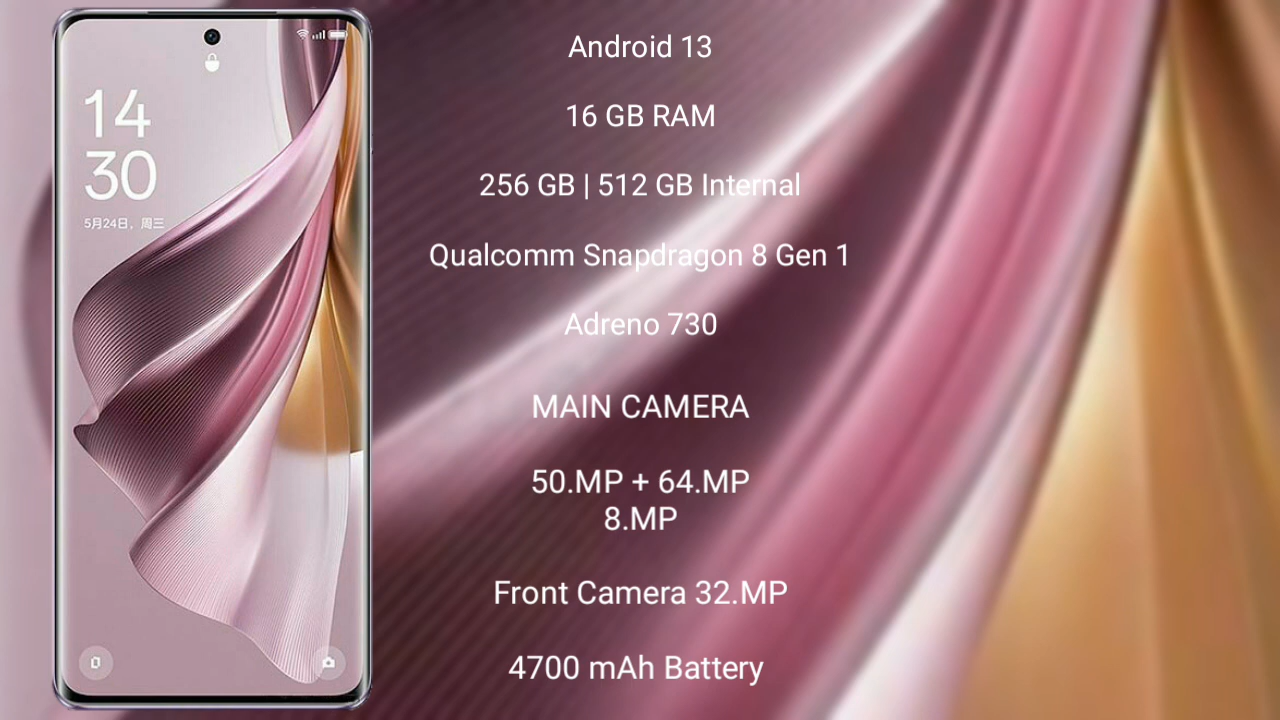 14
30
5月24日，周三
Android 13
16 GB RAM
256 GB | 512 GB Internal
Qualcomm Snapdragon 8 Gen 1
Adreno 730
MAIN CAMERA
50.MP + 64.MP
8.MP
Front Camera 32.MP
4700 mAh Battery